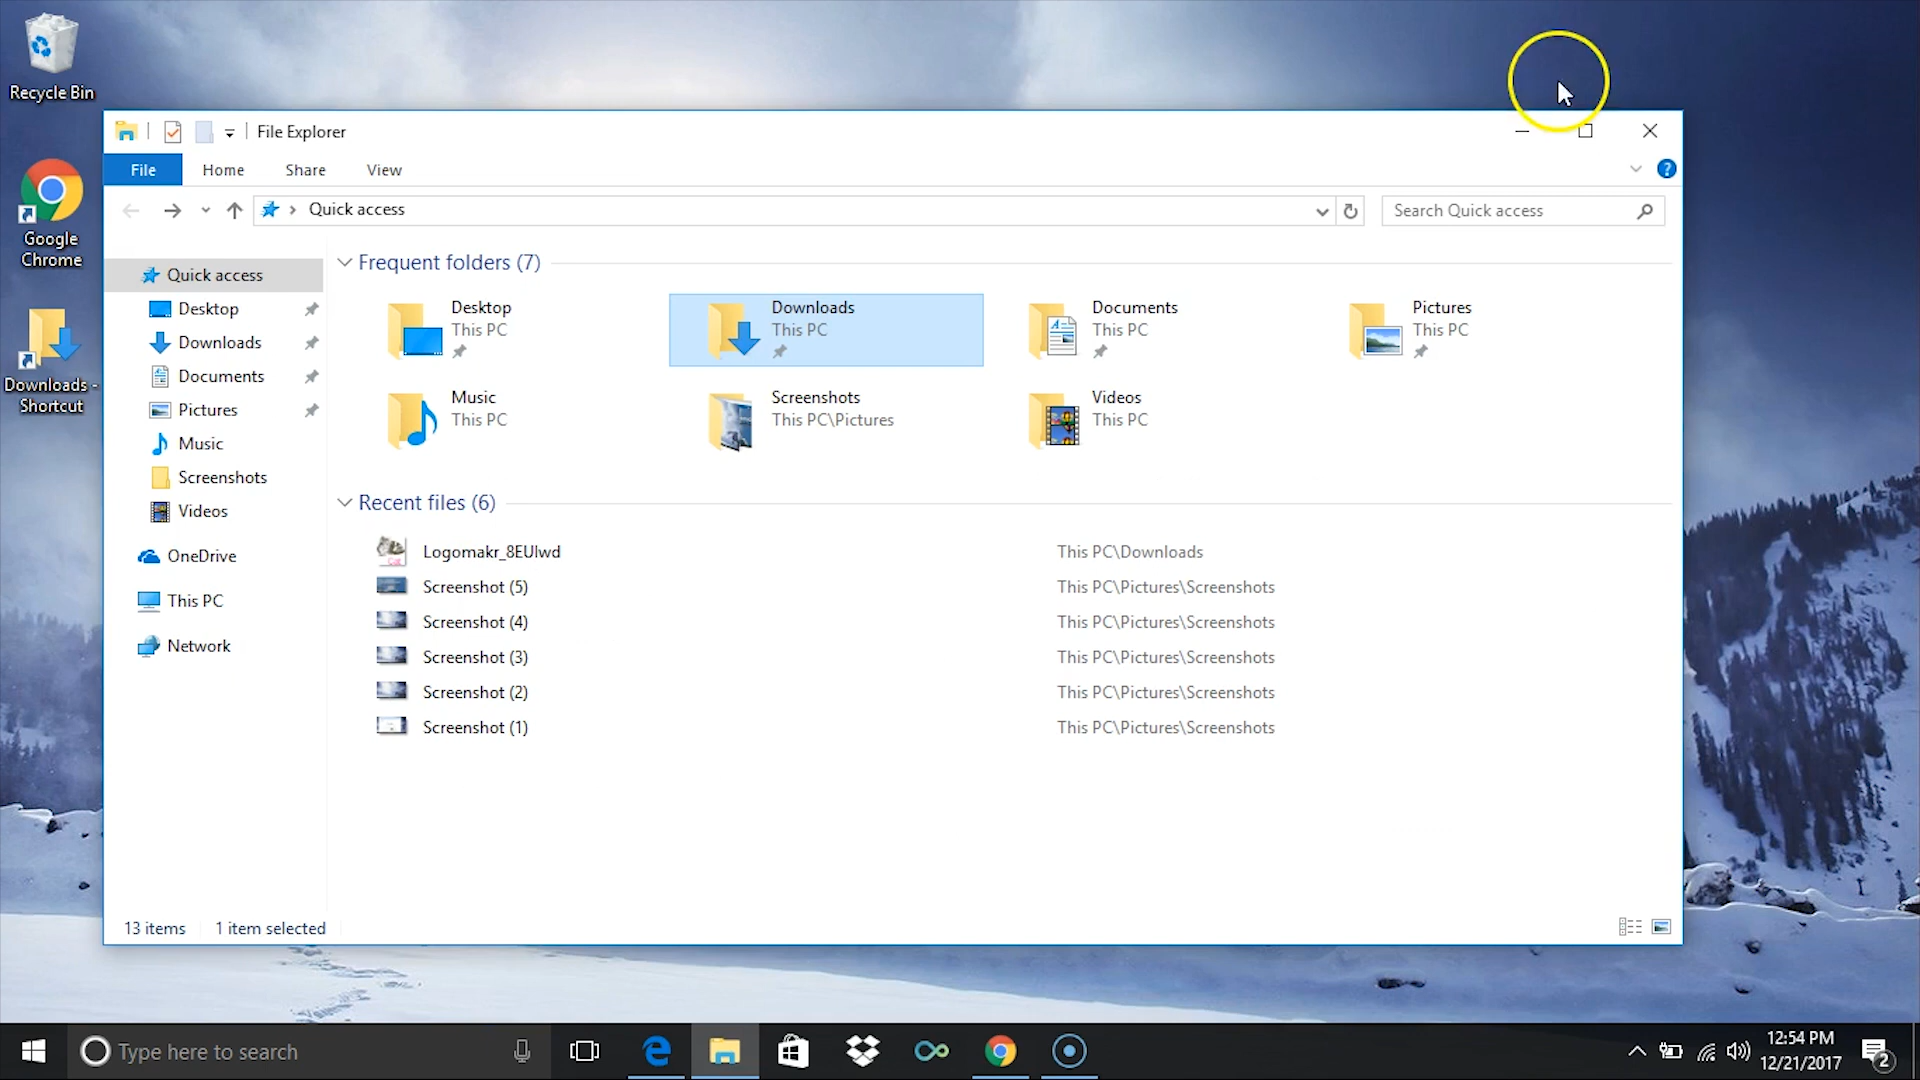 Recycle Bin
Google
Chrome
Downloads -
Shortcut
File Explorer
File Home Share View
Quick access
Search Quick access
Quick access
Desktop
Downloads
Documents
Pictures
Music
Screenshots
Videos
OneDrive
This PC
Network
Frequent folders (7)
Desktop
This PC
Downloads
This PC
Documents
This PC
Pictures
This PC
Music
This PC
Screenshots
This PC\Pictures
Videos
This PC
Recent files (6)
Logomakr_8EUlwd This PC\Downloads
Screenshot (5) This PC\Pictures\Screenshots
Screenshot (4) This PC\Pictures\Screenshots
Screenshot (3) This PC\Pictures\Screenshots
Screenshot (2) This PC\Pictures\Screenshots
Screenshot (1) This PC\Pictures\Screenshots
13 items 1 item selected
Type here to search
12:54 PM
12/21/2017
2